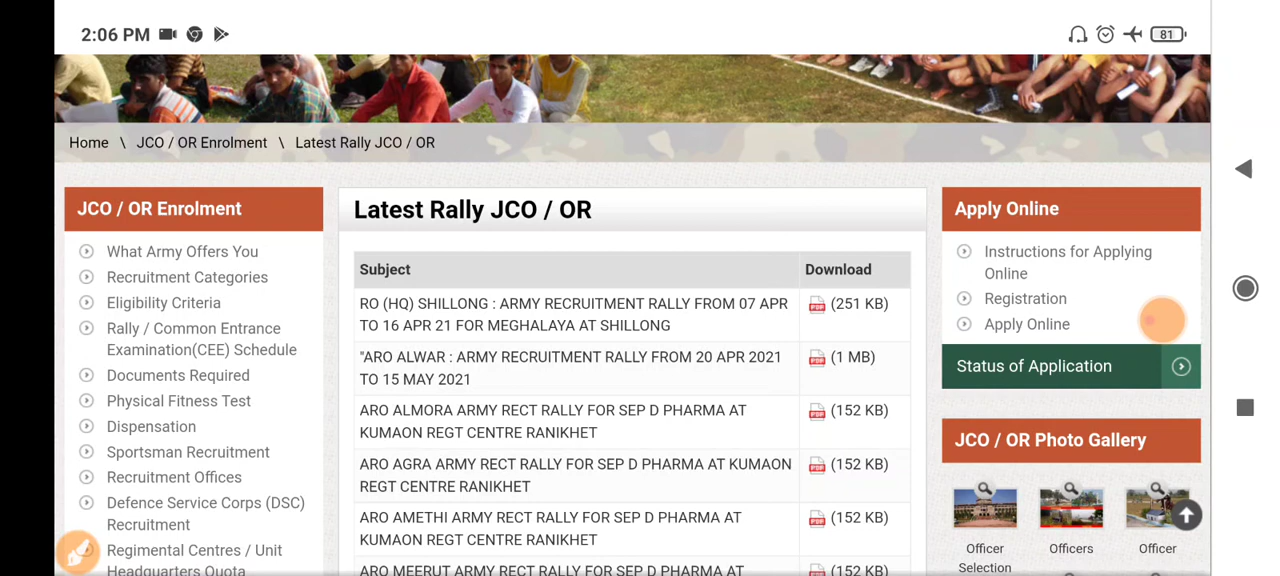 2:06 PM
81
Home \ JCO / OR Enrolment \ Latest Rally JCO / OR
JCO / OR Enrolment
What Army Offers You
Recruitment Categories
Eligibility Criteria
Rally / Common Entrance
Examination(CEE) Schedule
Documents Required
Physical Fitness Test
Dispensation
Sportsman Recruitment
Recruitment Offices
Defence Service Corps (DSC)
Recruitment
Regimental Centres / Unit
Headquarters Quota
Latest Rally JCO / OR
Subject Download
RO (HQ) SHILLONG : ARMY RECRUITMENT RALLY FROM 07 APR (251 KB)
TO 16 APR 21 FOR MEGHALAYA AT SHILLONG
"ARO ALWAR : ARMY RECRUITMENT RALLY FROM 20 APR 2021 (1 MB)
TO 15 MAY 2021
ARO ALMORA ARMY RECT RALLY FOR SEP D PHARMA AT (152 KB)
KUMAON REGT CENTRE RANIKHET
ARO AGRA ARMY RECT RALLY FOR SEP D PHARMA AT KUMAON (152 KB)
REGT CENTRE RANIKHET
ARO AMETHI ARMY RECT RALLY FOR SEP D PHARMA AT (152 KB)
KUMAON REGT CENTRE RANIKHET
ARO MEERUT ARMY RECT RALLY FOR SEP D PHARMA AT (152 KB)
Apply Online
Instructions for Applying
Online
Registration
Apply Online
Status of Application
JCO / OR Photo Gallery
Officer Officers Officer
Selection